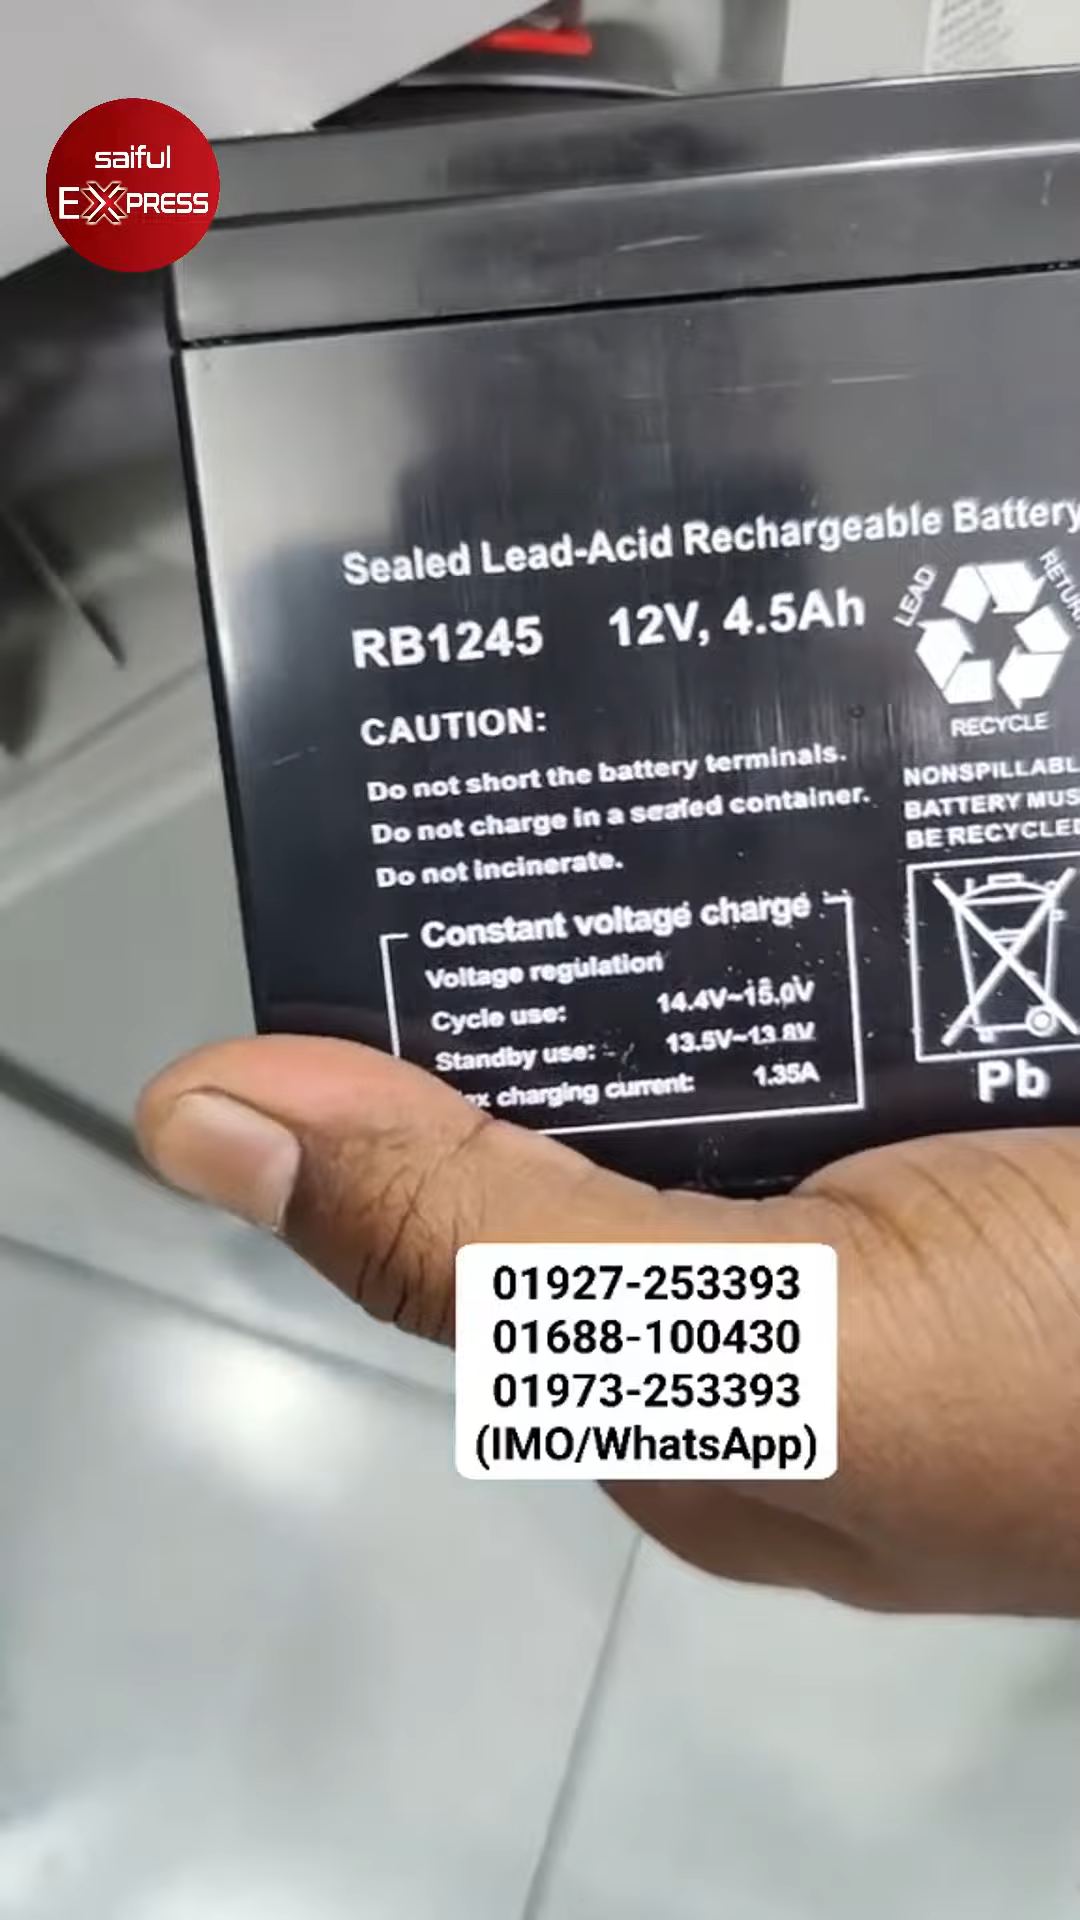 saiful
EXPRESS
Sealed Lead-Acid Rechargeable Battery
RB1245 12V, 4.5Ah
LEAD
RETUR
RECYCLE
CAUTION:
Do not short the battery terminals.
Do not charge in a sealed container.
Do not incinerate.
NONSPILLABL
BATTERY MUS
BE RECYCLED
Constant voltage charge
Voltage regulation
Cycle use: 14.4V~15.0V
Standby use: 13.5V~13.8V
x charging current: 1.35A
Pb
01927-253393
01688-100430
01973-253393
(IMO/WhatsApp)